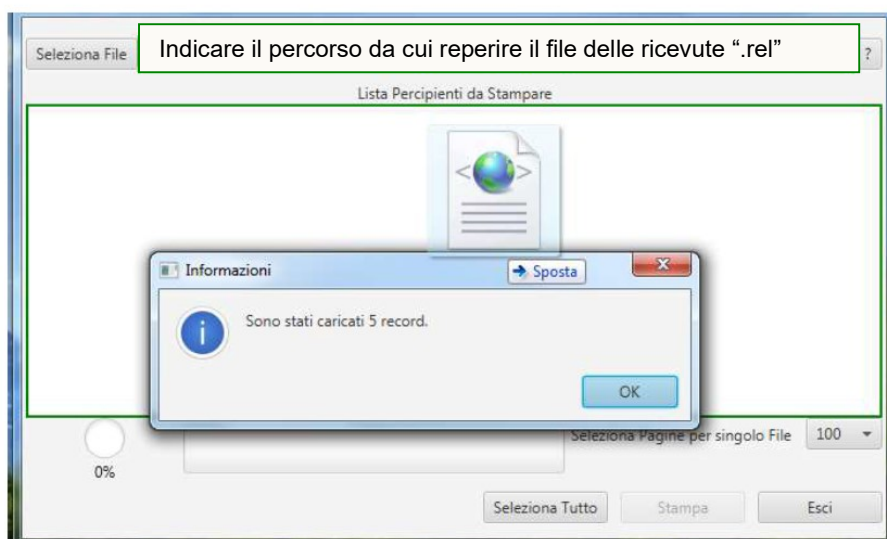 Seleziona File
Indicare il percorso da cui reperire il file delle ricevute “.rel”
?
Lista Percipienti da Stampare
Informazioni
Sposta
Sono stati caricati 5 record.
OK
Seleziona Pagine per singolo File
100
0%
Seleziona Tutto
Stampa
Esci